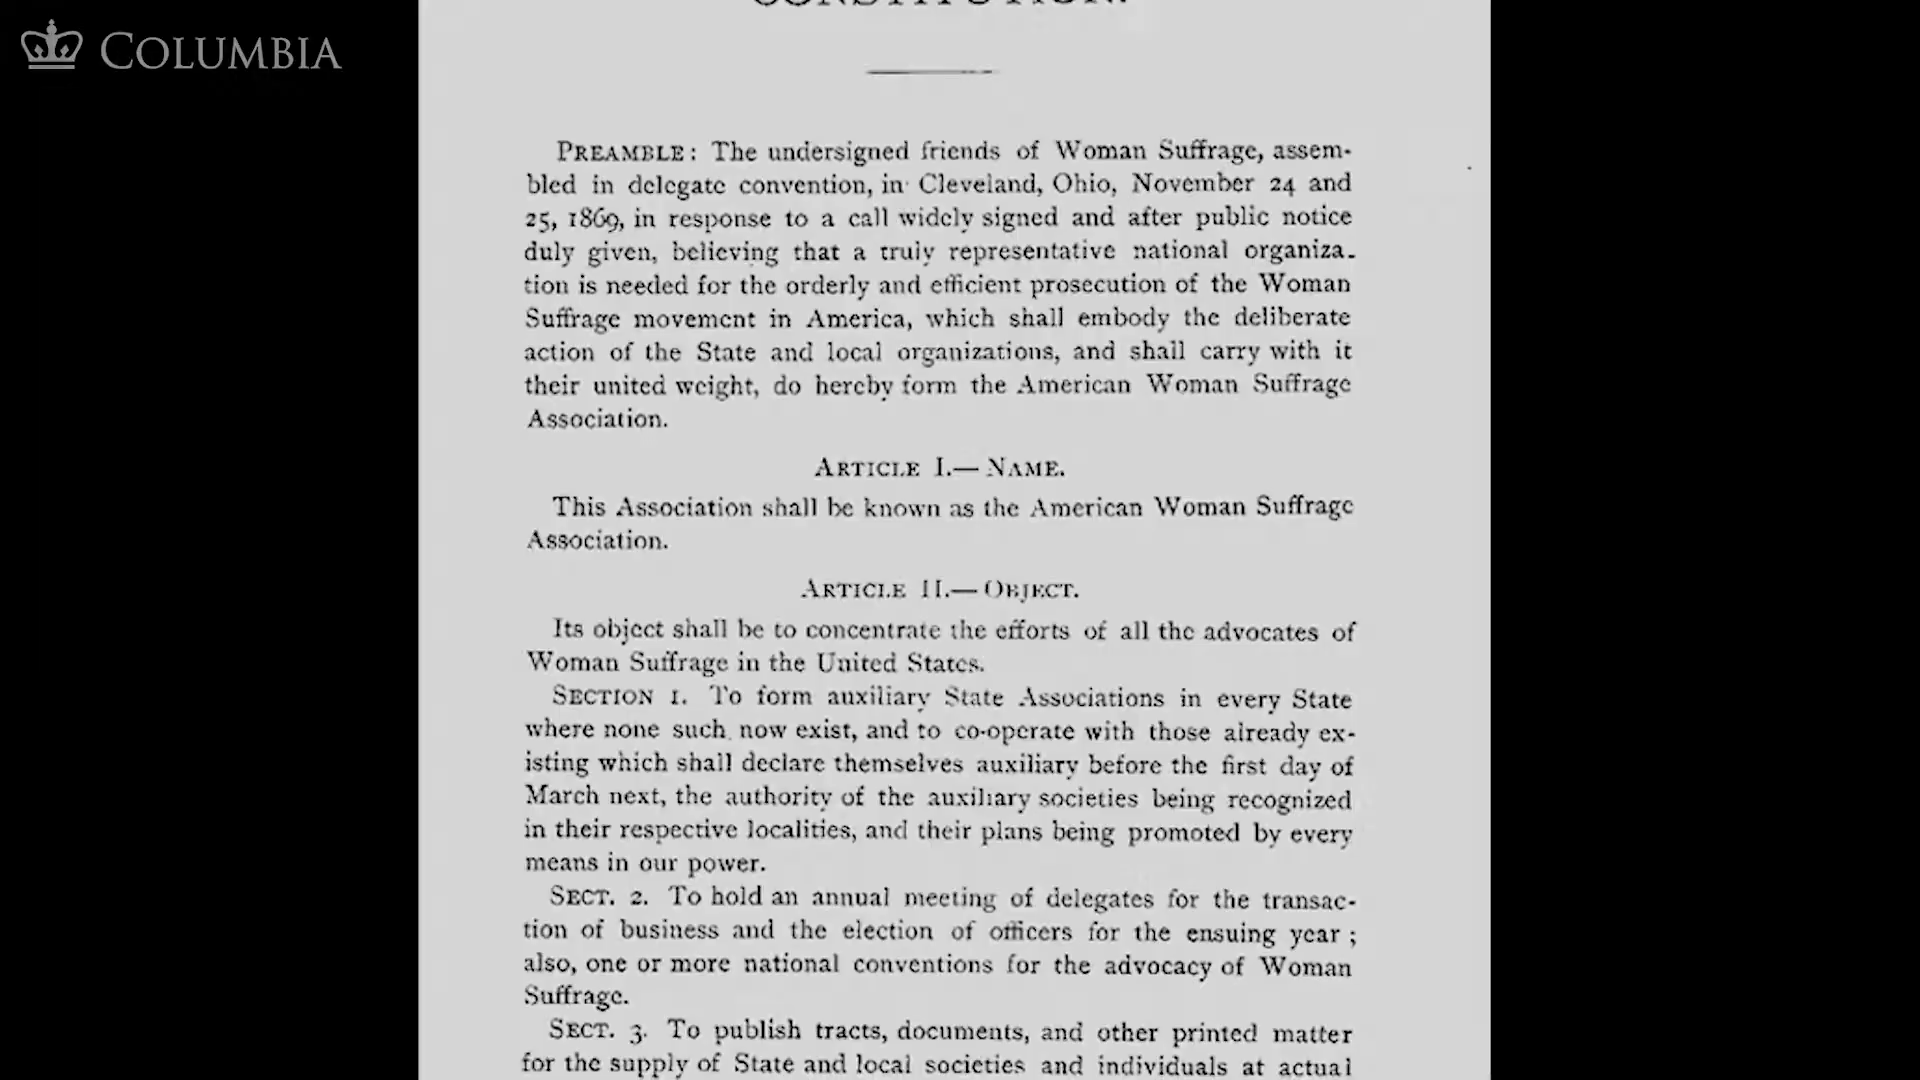 COLUMBIA
CONSTITUTION.
PREAMBLE: The undersigned friends of Woman Suffrage, assem-
bled in delegate convention, in Cleveland, Ohio, November 24 and
25, 1869, in response to a call widely signed and after public notice
duly given, believing that a truly representative national organiza-
tion is needed for the orderly and efficient prosecution of the Woman
Suffrage movement in America, which shall embody the deliberate
action of the State and local organizations, and shall carry with it
their united weight, do hereby form the American Woman Suffrage
Association.
ARTICLE I.— NAME.
This Association shall be known as the American Woman Suffrage
Association.
ARTICLE II.— OBJECT.
Its object shall be to concentrate the efforts of all the advocates of
Woman Suffrage in the United States.
SECTION 1. To form auxiliary State Associations in every State
where none such now exist, and to co-operate with those already ex-
isting which shall declare themselves auxiliary before the first day of
March next, the authority of the auxiliary societies being recognized
in their respective localities, and their plans being promoted by every
means in our power.
SECT. 2. To hold an annual meeting of delegates for the transac-
tion of business and the election of officers for the ensuing year ;
also, one or more national conventions for the advocacy of Woman
Suffrage.
SECT. 3. To publish tracts, documents, and other printed matter
for the supply of State and local societies and individuals at actual